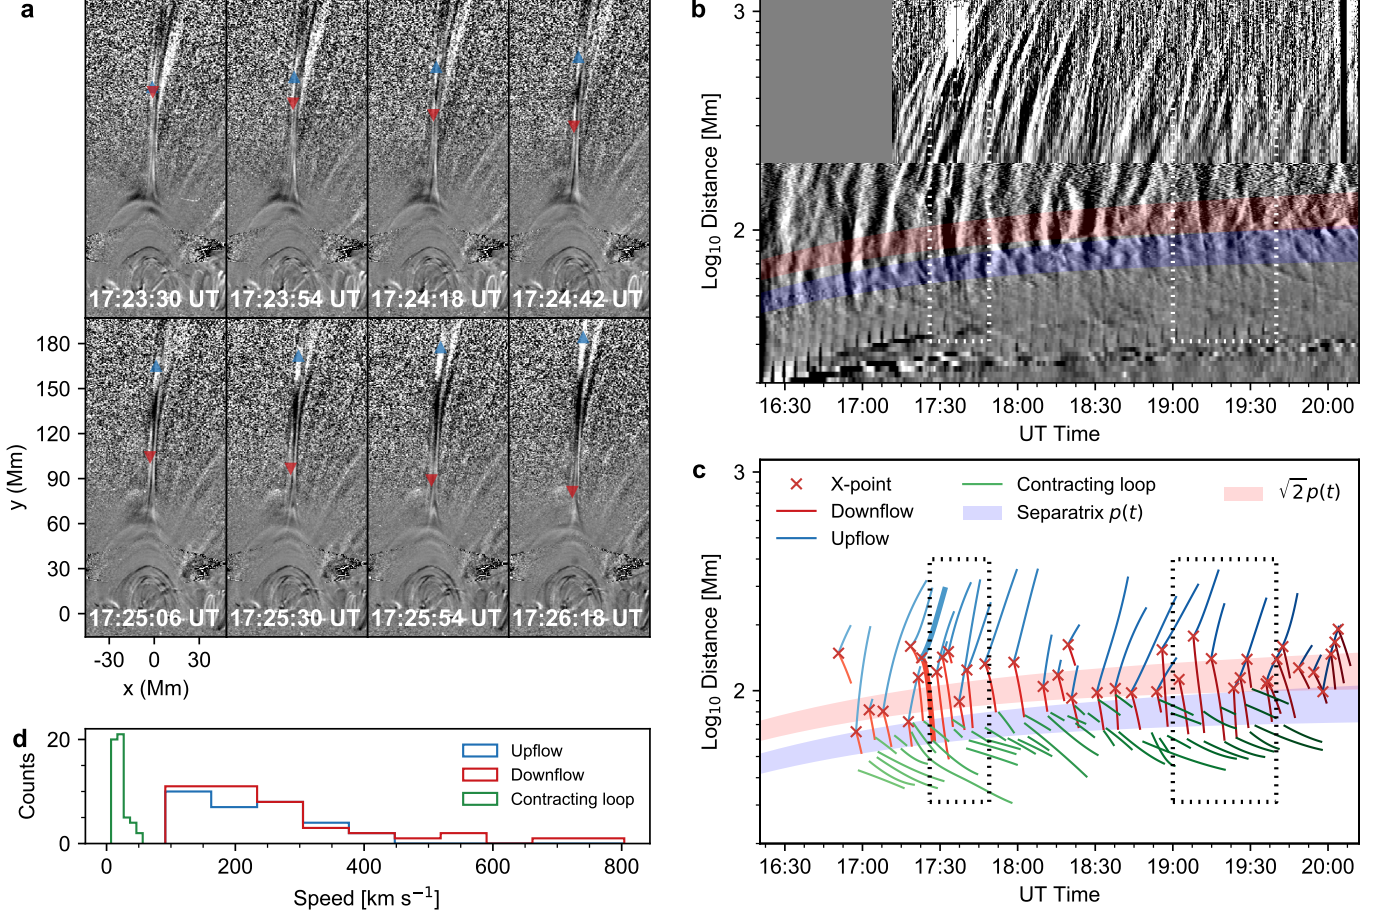 a
17:23:30 UT
17:23:54 UT
17:24:18 UT
17:24:42 UT
180
150
120
90
60
30
0
y (Mm)
17:25:06 UT
17:25:30 UT
17:25:54 UT
17:26:18 UT
-30
0
30
x (Mm)
b
3
2
Log₁₀ Distance [Mm]
16:30
17:00
17:30
18:00
18:30
19:00
19:30
20:00
UT Time
c
3
2
Log₁₀ Distance [Mm]
X-point
Downflow
Upflow
Contracting loop
Separatrix p(t)
√2p(t)
16:30
17:00
17:30
18:00
18:30
19:00
19:30
20:00
UT Time
d
20
0
Counts
Upflow
Downflow
Contracting loop
0
200
400
600
800
Speed [km s⁻¹]